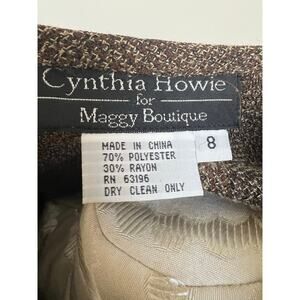 Cynthia Howie
for
Maggy Boutique
MADE IN CHINA
70% POLYESTER
30% RAYON
RN 63196
DRY CLEAN ONLY
8